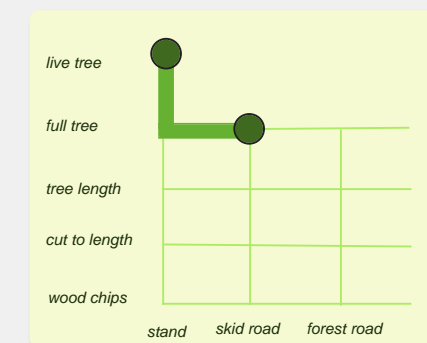 live tree
full tree
tree length
cut to length
wood chips
stand
skid road
forest road